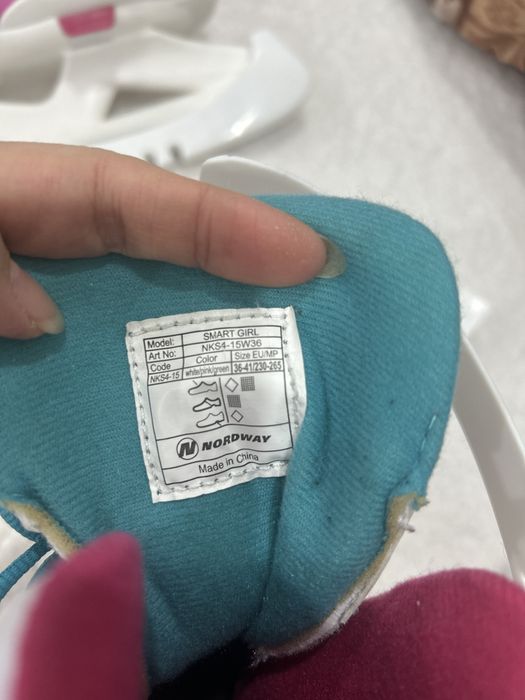 Model: SMART GIRL
Art No: NKS4-15W36
Code Color Size EU/MP
NKS4-15 white/pink/green 36-41/230-265
NORDWAY
Made in China